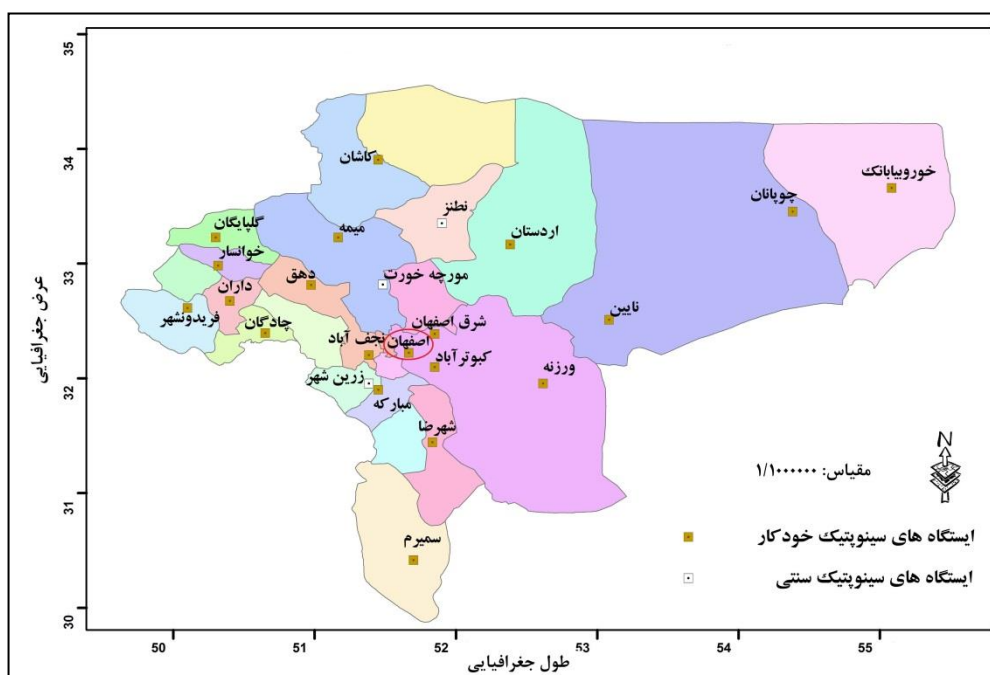 35
34
33
32
31
30
عرض جغرافیایی
کاشان
خوروبیابانک
چوپانان
نطنز
گلپایگان
میمه
اردستان
خوانسار
مورچه خورت
دهق
داران
نایین
فریدونشهر
چادگان
شرق اصفهان
نجف آباد
اصفهان
کبوترآباد
ورزنه
زرین شهر
مبارکه
شهرضا
سمیرم
N
مقیاس: ۱/۱۰۰۰۰۰۰
ایستگاه های سینوپتیک خودکار
ایستگاه های سینوپتیک سنتی
50 51 52 53 54 55
طول جغرافیایی